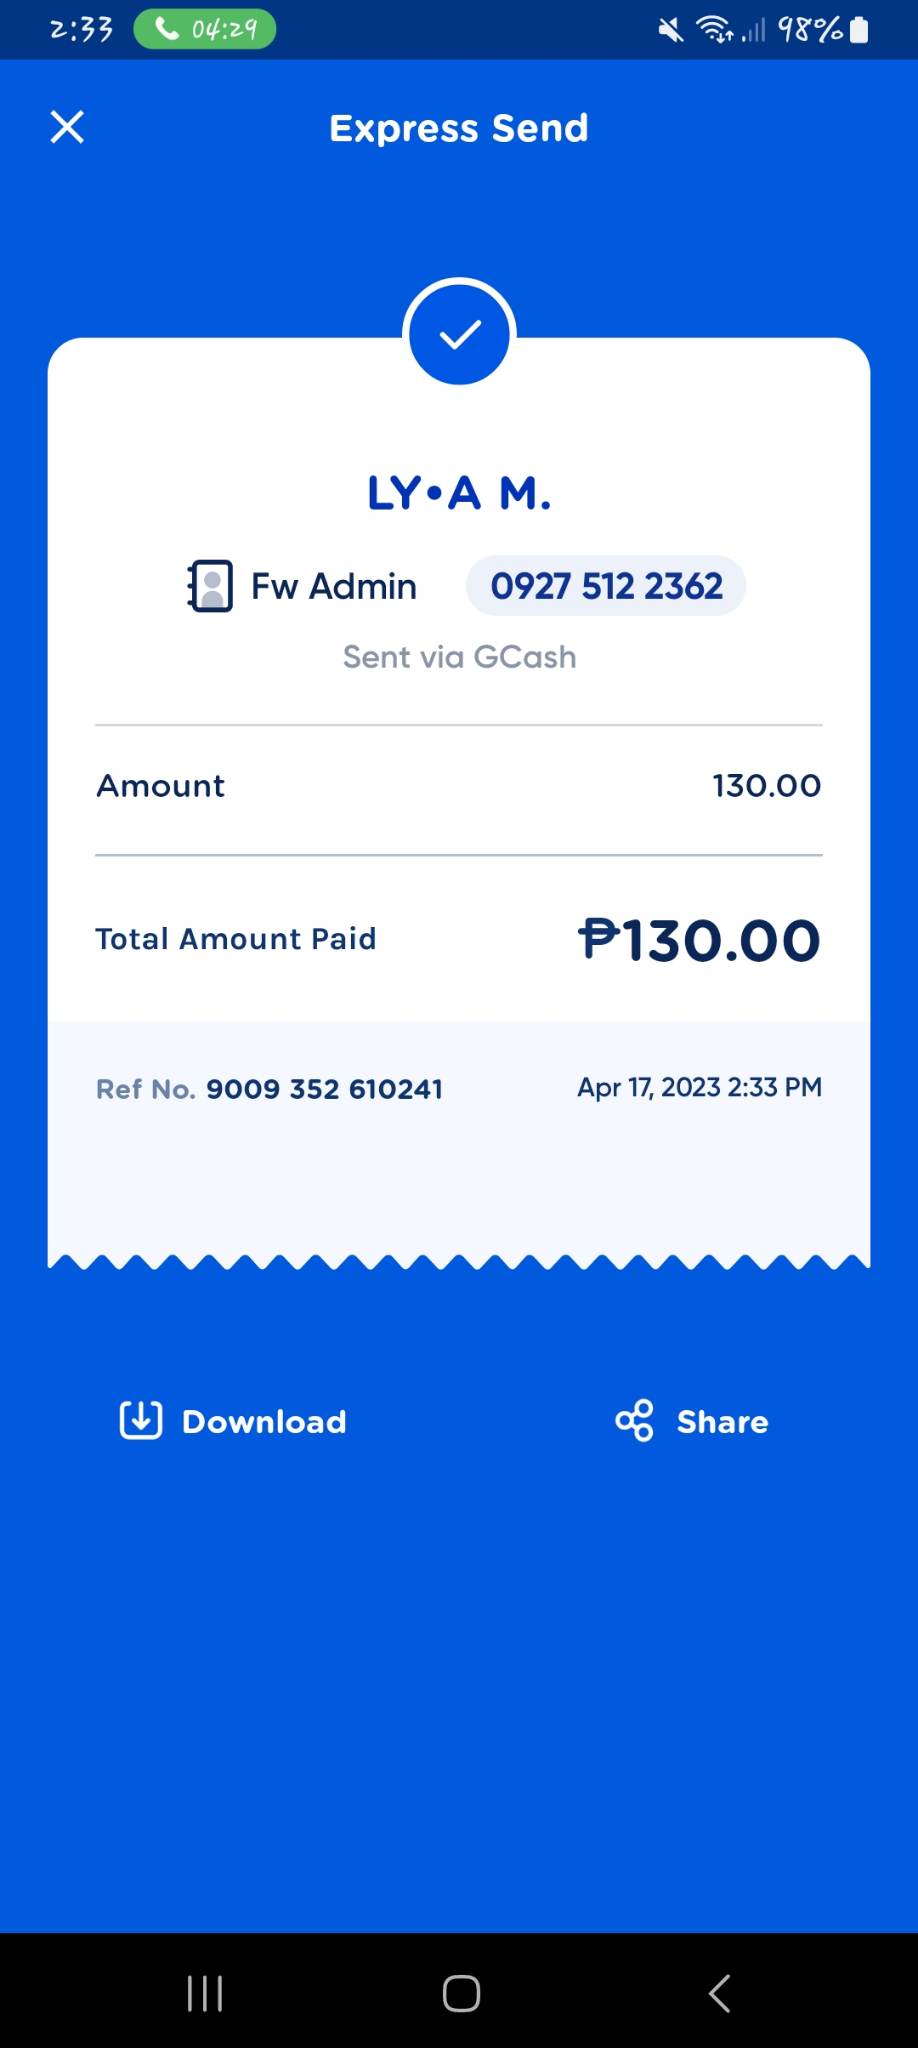 2:33 04:29 98%
Express Send
LY•A M.
Fw Admin 0927 512 2362
Sent via GCash
Amount 130.00
Total Amount Paid ₱130.00
Ref No. 9009 352 610241 Apr 17, 2023 2:33 PM
Download Share